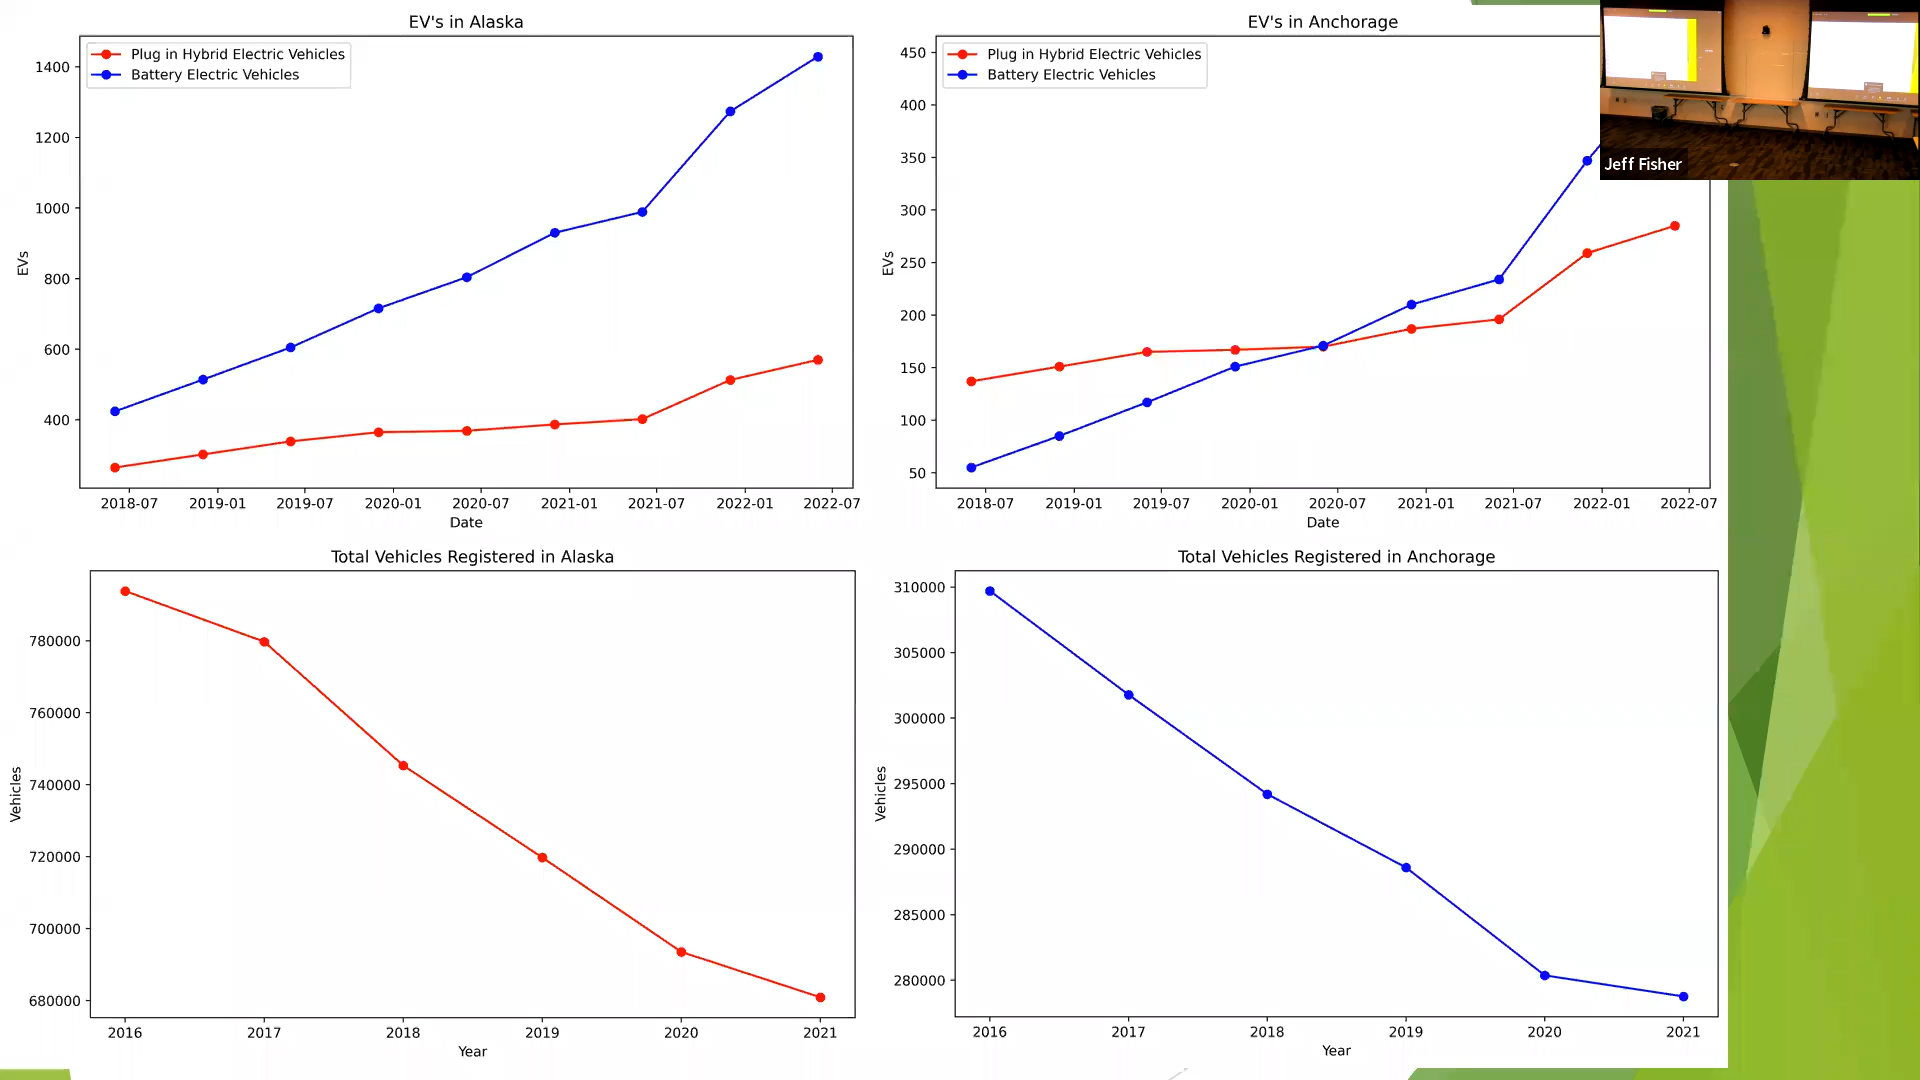 EV's in Alaska
Plug in Hybrid Electric Vehicles
Battery Electric Vehicles
1400
1200
1000
800
600
400
EVs
2018-07 2019-01 2019-07 2020-01 2020-07 2021-01 2021-07 2022-01 2022-07
Date
EV's in Anchorage
Plug in Hybrid Electric Vehicles
Battery Electric Vehicles
450
400
350
300
250
200
150
100
50
EVs
2018-07 2019-01 2019-07 2020-01 2020-07 2021-01 2021-07 2022-01 2022-07
Date
Jeff Fisher
Total Vehicles Registered in Alaska
780000
760000
740000
720000
700000
680000
Vehicles
2016 2017 2018 2019 2020 2021
Year
Total Vehicles Registered in Anchorage
310000
305000
300000
295000
290000
285000
280000
Vehicles
2016 2017 2018 2019 2020 2021
Year